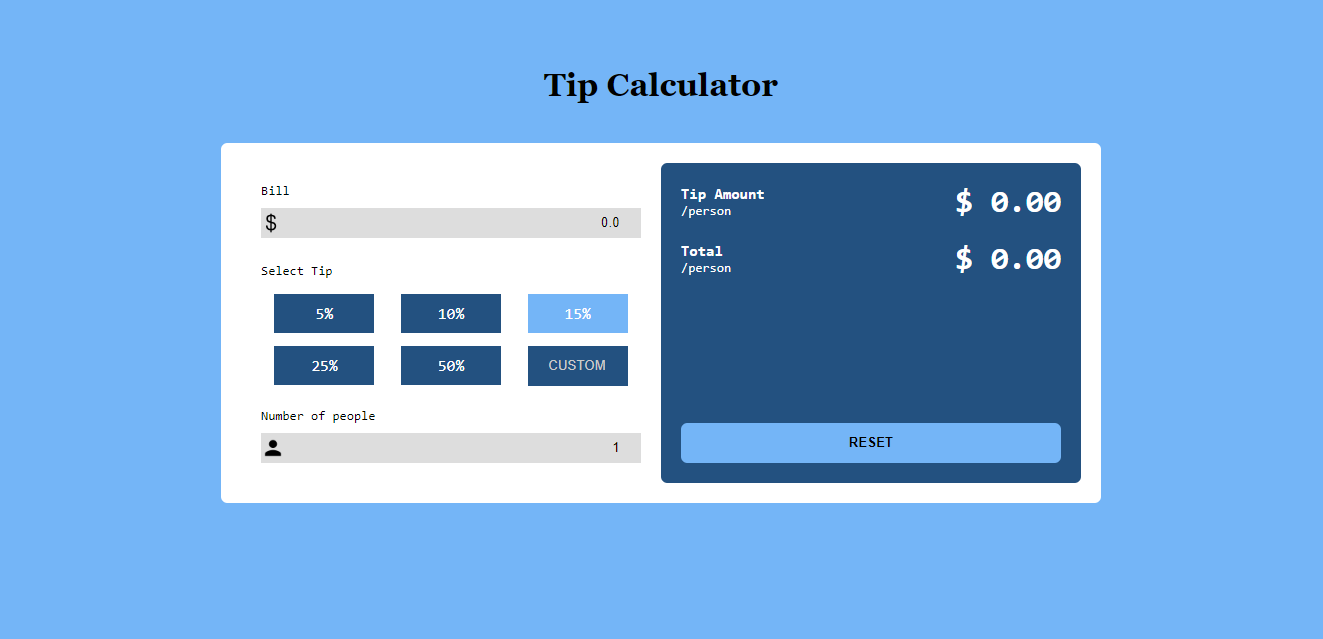 Tip Calculator
Bill
$ 0.0
Select Tip
5% 10% 15%
25% 50% CUSTOM
Number of people
1
Tip Amount
/person
$ 0.00
Total
/person
$ 0.00
RESET